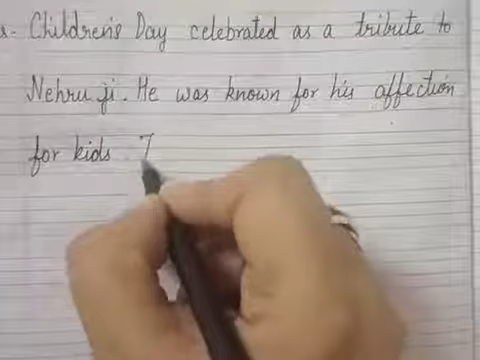 Children's Day celebrated as a tribute to
Nehru ji. He was known for his affection
for kids. T